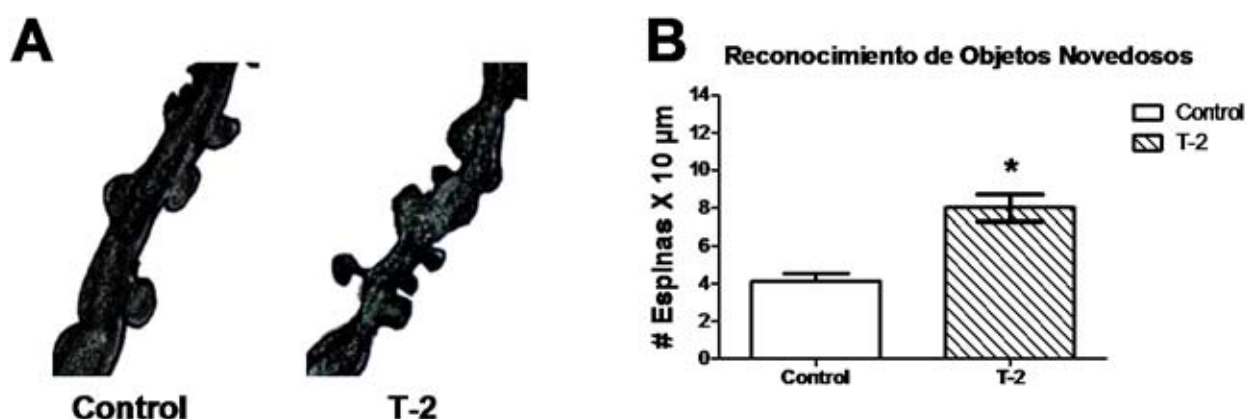 A
Control
T-2
B
Reconocimiento de Objetos Novedosos
# Espinas X 10 µm
14
12
10
8
6
4
2
0
*
Control
T-2
Control
T-2